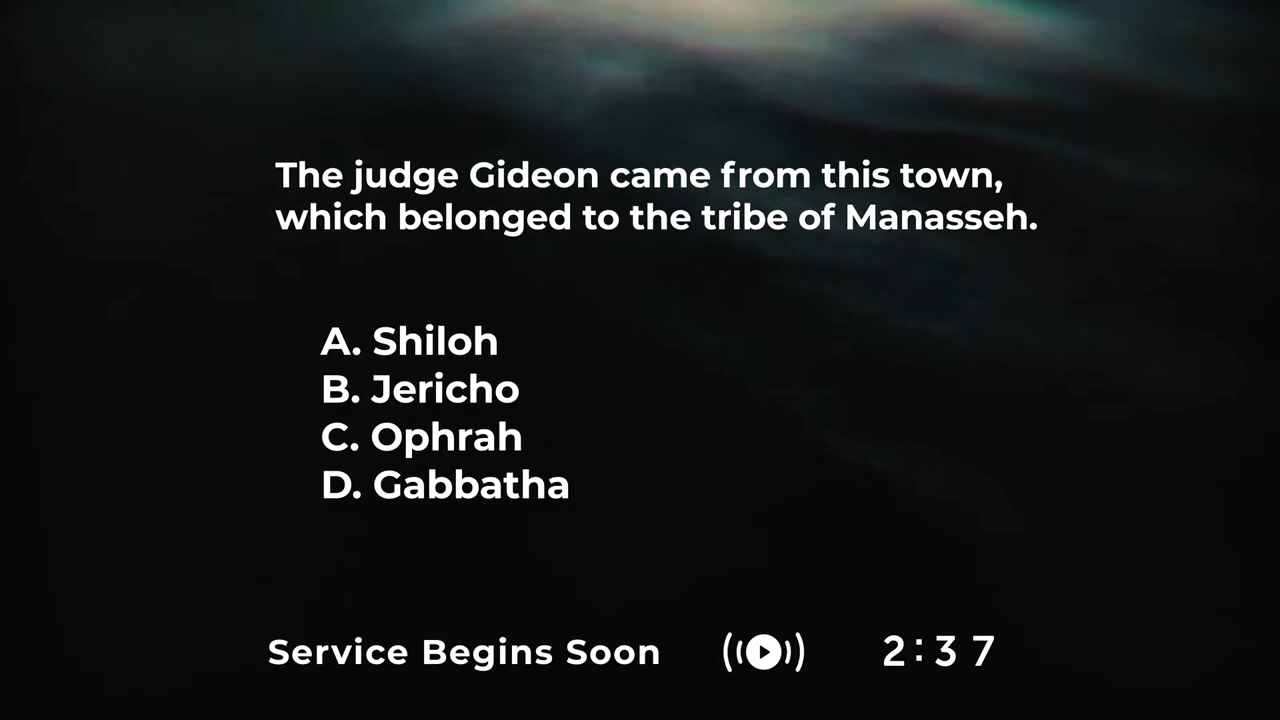 The judge Gideon came from this town,
which belonged to the tribe of Manasseh.
A. Shiloh
B. Jericho
C. Ophrah
D. Gabbatha
Service Begins Soon 2:37